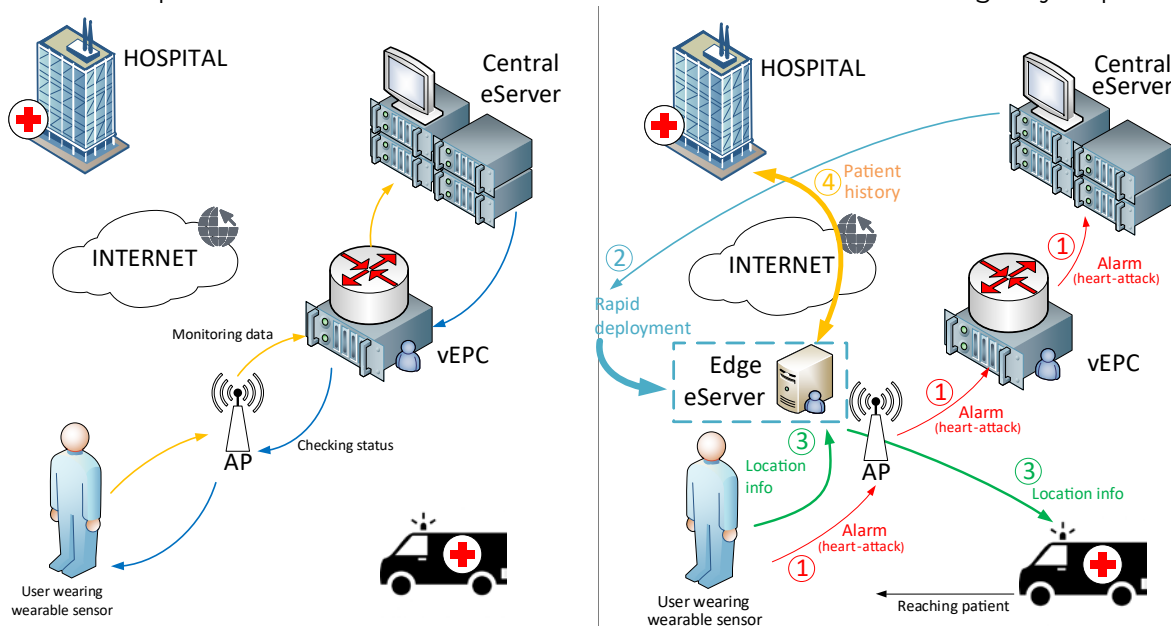 HOSPITAL
Central
eServer
INTERNET
Monitoring data
vEPC
AP
Checking status
User wearing
wearable sensor
HOSPITAL
Central
eServer
④ Patient
history
②
INTERNET
①
Alarm
(heart-attack)
Rapid
deployment
Edge
eServer
vEPC
①
Alarm
(heart-attack)
③
Location
info
AP
③
Location info
Alarm
(heart-attack)
①
Reaching patient
User wearing
wearable sensor